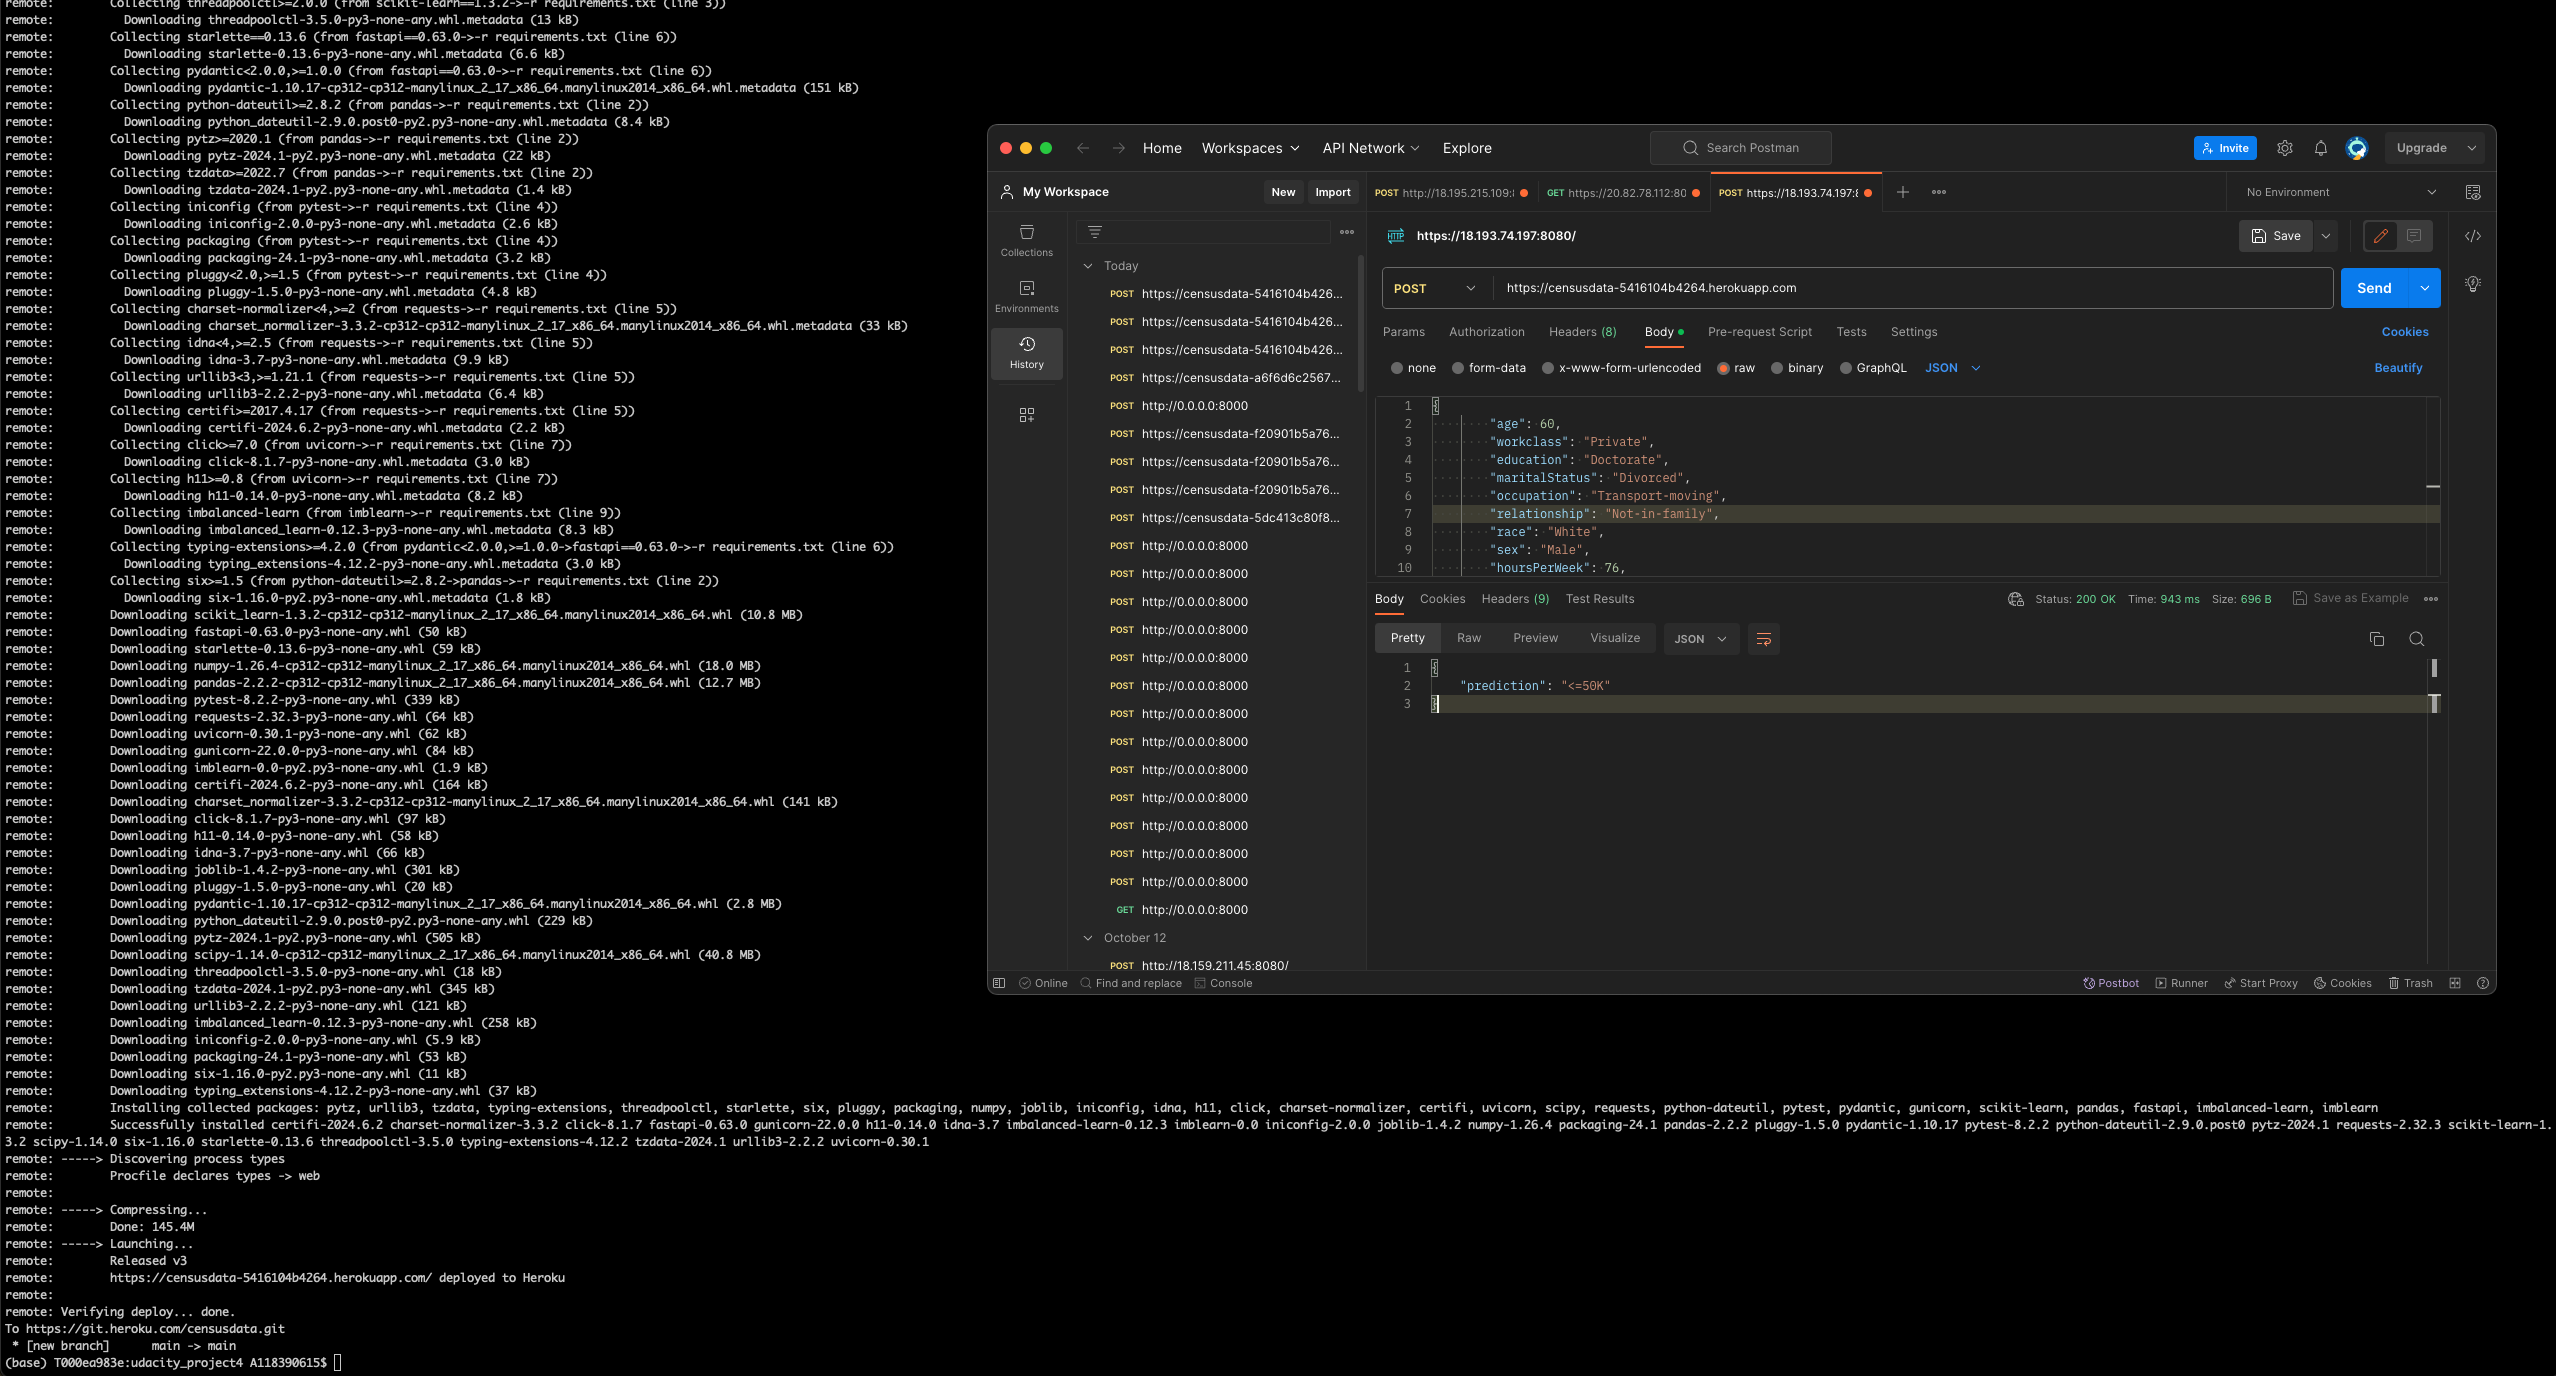 remote:        Collecting threadpoolctl>=2.0.0 (from scikit-learn==1.3.2->-r requirements.txt (line 3))
remote:          Downloading threadpoolctl-3.5.0-py3-none-any.whl.metadata (13 kB)
remote:        Collecting starlette==0.13.6 (from fastapi==0.63.0->-r requirements.txt (line 6))
remote:          Downloading starlette-0.13.6-py3-none-any.whl.metadata (6.6 kB)
remote:        Collecting pydantic<2.0.0,>=1.0.0 (from fastapi==0.63.0->-r requirements.txt (line 6))
remote:          Downloading pydantic-1.10.17-cp312-cp312-manylinux_2_17_x86_64.manylinux2014_x86_64.whl.metadata (151 kB)
remote:        Collecting python-dateutil>=2.8.2 (from pandas->-r requirements.txt (line 2))
remote:          Downloading python_dateutil-2.9.0.post0-py2.py3-none-any.whl.metadata (8.4 kB)
remote:        Collecting pytz>=2020.1 (from pandas->-r requirements.txt (line 2))
remote:          Downloading pytz-2024.1-py2.py3-none-any.whl.metadata (22 kB)
remote:        Collecting tzdata>=2022.7 (from pandas->-r requirements.txt (line 2))
remote:          Downloading tzdata-2024.1-py2.py3-none-any.whl.metadata (1.4 kB)
remote:        Collecting iniconfig (from pytest->-r requirements.txt (line 4))
remote:          Downloading iniconfig-2.0.0-py3-none-any.whl.metadata (2.6 kB)
remote:        Collecting packaging (from pytest->-r requirements.txt (line 4))
remote:          Downloading packaging-24.1-py3-none-any.whl.metadata (3.2 kB)
remote:        Collecting pluggy<2.0,>=1.5 (from pytest->-r requirements.txt (line 4))
remote:          Downloading pluggy-1.5.0-py3-none-any.whl.metadata (4.8 kB)
remote:        Collecting charset-normalizer<4,>=2 (from requests->-r requirements.txt (line 5))
remote:          Downloading charset_normalizer-3.3.2-cp312-cp312-manylinux_2_17_x86_64.manylinux2014_x86_64.whl.metadata (33 kB)
remote:        Collecting idna<4,>=2.5 (from requests->-r requirements.txt (line 5))
remote:          Downloading idna-3.7-py3-none-any.whl.metadata (9.9 kB)
remote:        Collecting urllib3<3,>=1.21.1 (from requests->-r requirements.txt (line 5))
remote:          Downloading urllib3-2.2.2-py3-none-any.whl.metadata (6.4 kB)
remote:        Collecting certifi>=2017.4.17 (from requests->-r requirements.txt (line 5))
remote:          Downloading certifi-2024.6.2-py3-none-any.whl.metadata (2.2 kB)
remote:        Collecting click>=7.0 (from uvicorn->-r requirements.txt (line 7))
remote:          Downloading click-8.1.7-py3-none-any.whl.metadata (3.0 kB)
remote:        Collecting h11>=0.8 (from uvicorn->-r requirements.txt (line 7))
remote:          Downloading h11-0.14.0-py3-none-any.whl.metadata (8.2 kB)
remote:        Collecting imbalanced-learn (from imblearn->-r requirements.txt (line 9))
remote:          Downloading imbalanced_learn-0.12.3-py3-none-any.whl.metadata (8.3 kB)
remote:        Collecting typing-extensions>=4.2.0 (from pydantic<2.0.0,>=1.0.0->fastapi==0.63.0->-r requirements.txt (line 6))
remote:          Downloading typing_extensions-4.12.2-py3-none-any.whl.metadata (3.0 kB)
remote:        Collecting six>=1.5 (from python-dateutil>=2.8.2->pandas->-r requirements.txt (line 2))
remote:          Downloading six-1.16.0-py2.py3-none-any.whl.metadata (1.8 kB)
remote:        Downloading scikit_learn-1.3.2-cp312-cp312-manylinux_2_17_x86_64.manylinux2014_x86_64.whl (10.8 MB)
remote:        Downloading fastapi-0.63.0-py3-none-any.whl (50 kB)
remote:        Downloading starlette-0.13.6-py3-none-any.whl (59 kB)
remote:        Downloading numpy-1.26.4-cp312-cp312-manylinux_2_17_x86_64.manylinux2014_x86_64.whl (18.0 MB)
remote:        Downloading pandas-2.2.2-cp312-cp312-manylinux_2_17_x86_64.manylinux2014_x86_64.whl (12.7 MB)
remote:        Downloading pytest-8.2.2-py3-none-any.whl (339 kB)
remote:        Downloading requests-2.32.3-py3-none-any.whl (64 kB)
remote:        Downloading uvicorn-0.30.1-py3-none-any.whl (62 kB)
remote:        Downloading gunicorn-22.0.0-py3-none-any.whl (84 kB)
remote:        Downloading imblearn-0.0-py2.py3-none-any.whl (1.9 kB)
remote:        Downloading certifi-2024.6.2-py3-none-any.whl (164 kB)
remote:        Downloading charset_normalizer-3.3.2-cp312-cp312-manylinux_2_17_x86_64.manylinux2014_x86_64.whl (141 kB)
remote:        Downloading click-8.1.7-py3-none-any.whl (97 kB)
remote:        Downloading h11-0.14.0-py3-none-any.whl (58 kB)
remote:        Downloading idna-3.7-py3-none-any.whl (66 kB)
remote:        Downloading joblib-1.4.2-py3-none-any.whl (301 kB)
remote:        Downloading pluggy-1.5.0-py3-none-any.whl (20 kB)
remote:        Downloading pydantic-1.10.17-cp312-cp312-manylinux_2_17_x86_64.manylinux2014_x86_64.whl (2.8 MB)
remote:        Downloading python_dateutil-2.9.0.post0-py2.py3-none-any.whl (229 kB)
remote:        Downloading pytz-2024.1-py2.py3-none-any.whl (505 kB)
remote:        Downloading scipy-1.14.0-cp312-cp312-manylinux_2_17_x86_64.manylinux2014_x86_64.whl (40.8 MB)
remote:        Downloading threadpoolctl-3.5.0-py3-none-any.whl (18 kB)
remote:        Downloading tzdata-2024.1-py2.py3-none-any.whl (345 kB)
remote:        Downloading urllib3-2.2.2-py3-none-any.whl (121 kB)
remote:        Downloading imbalanced_learn-0.12.3-py3-none-any.whl (258 kB)
remote:        Downloading iniconfig-2.0.0-py3-none-any.whl (5.9 kB)
remote:        Downloading packaging-24.1-py3-none-any.whl (53 kB)
remote:        Downloading six-1.16.0-py2.py3-none-any.whl (11 kB)
remote:        Downloading typing_extensions-4.12.2-py3-none-any.whl (37 kB)
remote:        Installing collected packages: pytz, urllib3, tzdata, typing-extensions, threadpoolctl, starlette, six, pluggy, packaging, numpy, joblib, iniconfig, idna, h11, click, charset-normalizer, certifi, uvicorn, scipy, requests, python-dateutil, pytest, pydantic, gunicorn, scikit-learn, pandas, fastapi, imbalanced-learn, imblearn
remote:        Successfully installed certifi-2024.6.2 charset-normalizer-3.3.2 click-8.1.7 fastapi-0.63.0 gunicorn-22.0.0 h11-0.14.0 idna-3.7 imbalanced-learn-0.12.3 imblearn-0.0 iniconfig-2.0.0 joblib-1.4.2 numpy-1.26.4 packaging-24.1 pandas-2.2.2 pluggy-1.5.0 pydantic-1.10.17 pytest-8.2.2 python-dateutil-2.9.0.post0 pytz-2024.1 requests-2.32.3 scikit-learn-1.
3.2 scipy-1.14.0 six-1.16.0 starlette-0.13.6 threadpoolctl-3.5.0 typing-extensions-4.12.2 tzdata-2024.1 urllib3-2.2.2 uvicorn-0.30.1
remote: -----> Discovering process types
remote:        Procfile declares types -> web
remote:
remote: -----> Compressing...
remote:        Done: 145.4M
remote: -----> Launching...
remote:        Released v3
remote:        https://censusdata-5416104b4264.herokuapp.com/ deployed to Heroku
remote:
remote: Verifying deploy... done.
To https://git.heroku.com/censusdata.git
 * [new branch]      main -> main
(base) T000ea983e:udacity_project4 A118390615$
Home Workspaces API Network Explore Search Postman Invite Upgrade
My Workspace New Import
POST http://18.195.215.109:8 GET https://20.82.78.112:80 POST https://18.193.74.197:8 No Environment
Collections
Environments
History
Today
POST https://censusdata-5416104b426...
POST https://censusdata-5416104b426...
POST https://censusdata-5416104b426...
POST https://censusdata-a6f6d6c2567...
POST http://0.0.0.0:8000
POST https://censusdata-f20901b5a76...
POST https://censusdata-f20901b5a76...
POST https://censusdata-f20901b5a76...
POST https://censusdata-5dc413c80f8...
POST http://0.0.0.0:8000
POST http://0.0.0.0:8000
POST http://0.0.0.0:8000
POST http://0.0.0.0:8000
POST http://0.0.0.0:8000
POST http://0.0.0.0:8000
POST http://0.0.0.0:8000
POST http://0.0.0.0:8000
POST http://0.0.0.0:8000
POST http://0.0.0.0:8000
POST http://0.0.0.0:8000
POST http://0.0.0.0:8000
POST http://0.0.0.0:8000
GET http://0.0.0.0:8000
October 12
POST http://18.159.211.45:8080/
HTTP https://18.193.74.197:8080/ Save
POST https://censusdata-5416104b4264.herokuapp.com Send
Params Authorization Headers (8) Body Pre-request Script Tests Settings Cookies
none form-data x-www-form-urlencoded raw binary GraphQL JSON Beautify
1 {
2 "age": 60,
3 "workclass": "Private",
4 "education": "Doctorate",
5 "maritalStatus": "Divorced",
6 "occupation": "Transport-moving",
7 "relationship": "Not-in-family",
8 "race": "White",
9 "sex": "Male",
10 "hoursPerWeek": 76,
Body Cookies Headers (9) Test Results Status: 200 OK Time: 943 ms Size: 696 B Save as Example
Pretty Raw Preview Visualize JSON
1 {
2 "prediction": "<=50K"
3 }
Online Find and replace Console Postbot Runner Start Proxy Cookies Trash